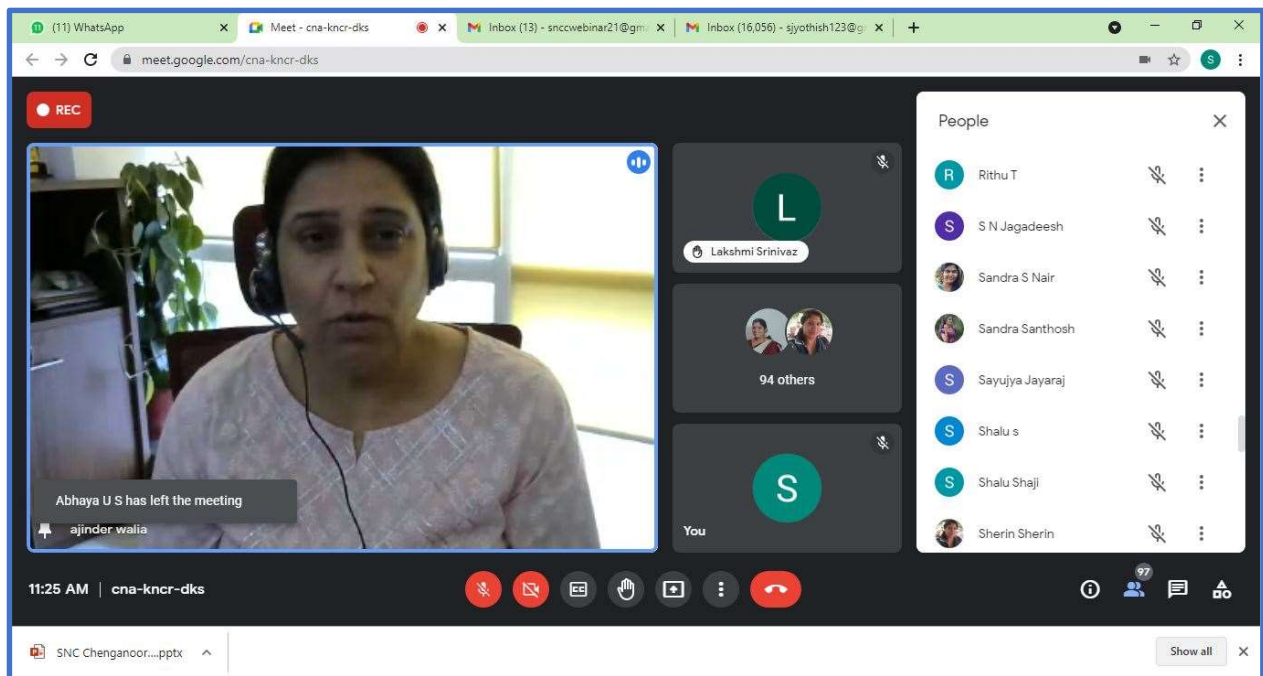 (11) WhatsApp
Meet - cna-kncr-dks
Inbox (13) - snccwebinar21@gm
Inbox (16,056) - sjyothish123@g
meet.google.com/cna-kncr-dks
S
REC
L
Lakshmi Srinivaz
94 others
S
You
Abhaya U S has left the meeting
ajinder walia
People
R Rithu T
S S N Jagadeesh
Sandra S Nair
Sandra Santhosh
S Sayujya Jayaraj
S Shalu s
S Shalu Shaji
Sherin Sherin
11:25 AM | cna-kncr-dks
CC
97
SNC Chenganoor....pptx
Show all